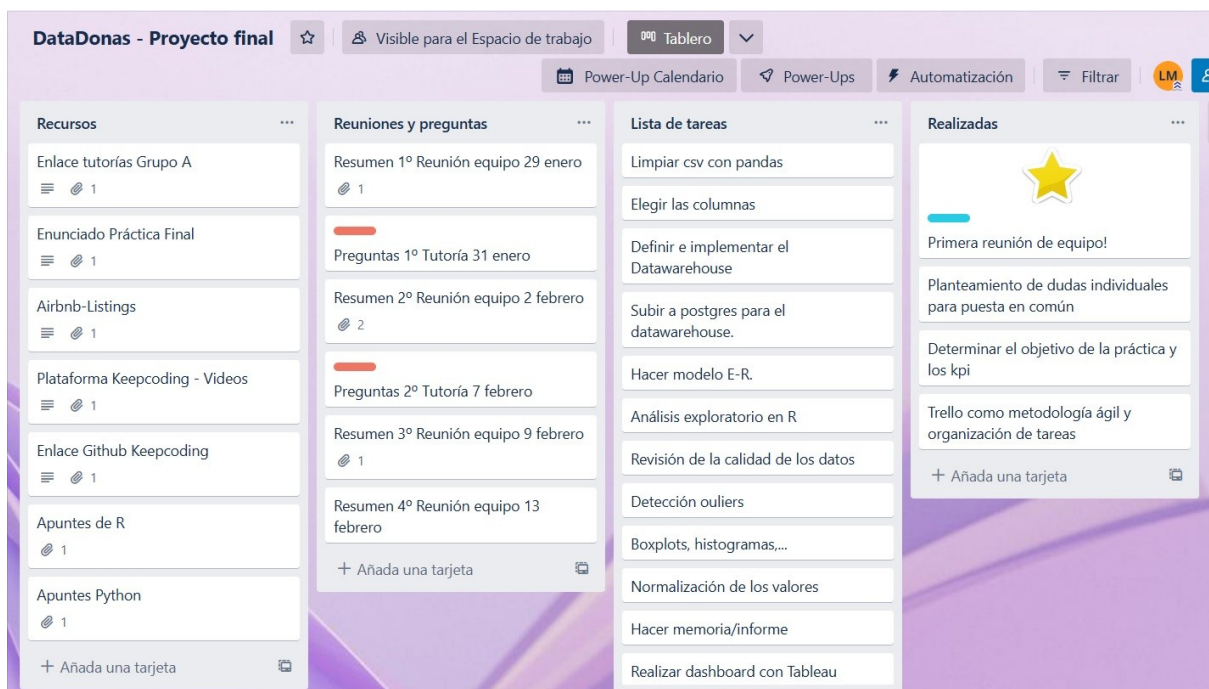 DataDonas - Proyecto final
Visible para el Espacio de trabajo
Tablero
Power-Up Calendario
Power-Ups
Automatización
Filtrar
LM
Recursos
Enlace tutorías Grupo A
1
Enunciado Práctica Final
1
Airbnb-Listings
1
Plataforma Keepcoding - Videos
1
Enlace Github Keepcoding
1
Apuntes de R
1
Apuntes Python
1
+ Añada una tarjeta
Reuniones y preguntas
Resumen 1º Reunión equipo 29 enero
1
Preguntas 1º Tutoría 31 enero
Resumen 2º Reunión equipo 2 febrero
2
Preguntas 2º Tutoría 7 febrero
Resumen 3º Reunión equipo 9 febrero
1
Resumen 4º Reunión equipo 13
febrero
+ Añada una tarjeta
Lista de tareas
Limpiar csv con pandas
Elegir las columnas
Definir e implementar el
Datawarehouse
Subir a postgres para el
datawarehouse.
Hacer modelo E-R.
Análisis exploratorio en R
Revisión de la calidad de los datos
Detección ouliers
Boxplots, histogramas,...
Normalización de los valores
Hacer memoria/informe
Realizar dashboard con Tableau
Realizadas
Primera reunión de equipo!
Planteamiento de dudas individuales
para puesta en común
Determinar el objetivo de la práctica y
los kpi
Trello como metodología ágil y
organización de tareas
+ Añada una tarjeta